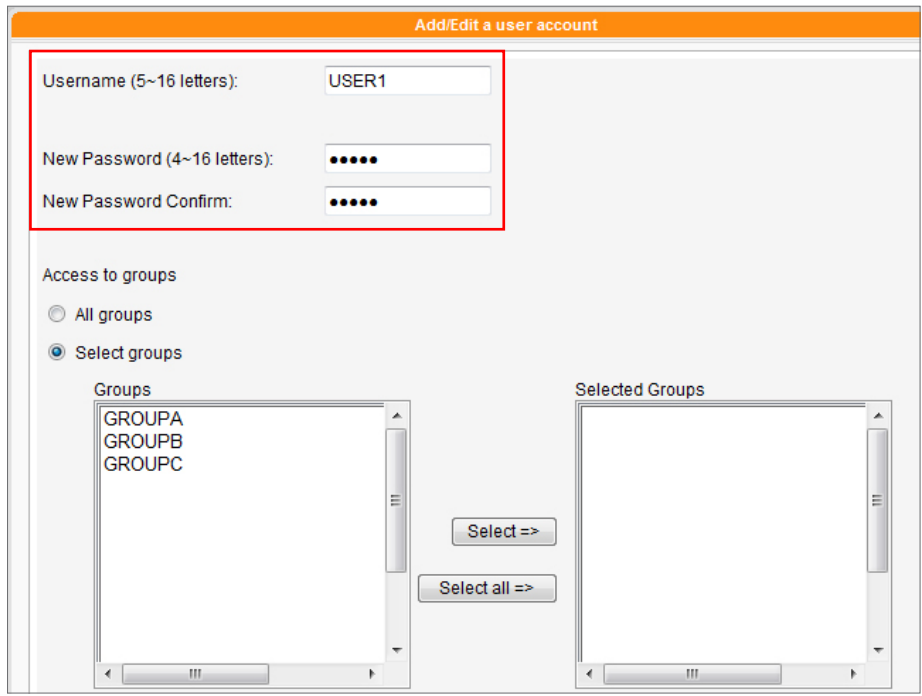 Add/Edit a user account
Username (5~16 letters): USER1
New Password (4~16 letters): •••••
New Password Confirm: •••••
Access to groups
All groups
Select groups
Groups
Selected Groups
GROUPA
GROUPB
GROUPC
Select =>
Select all =>